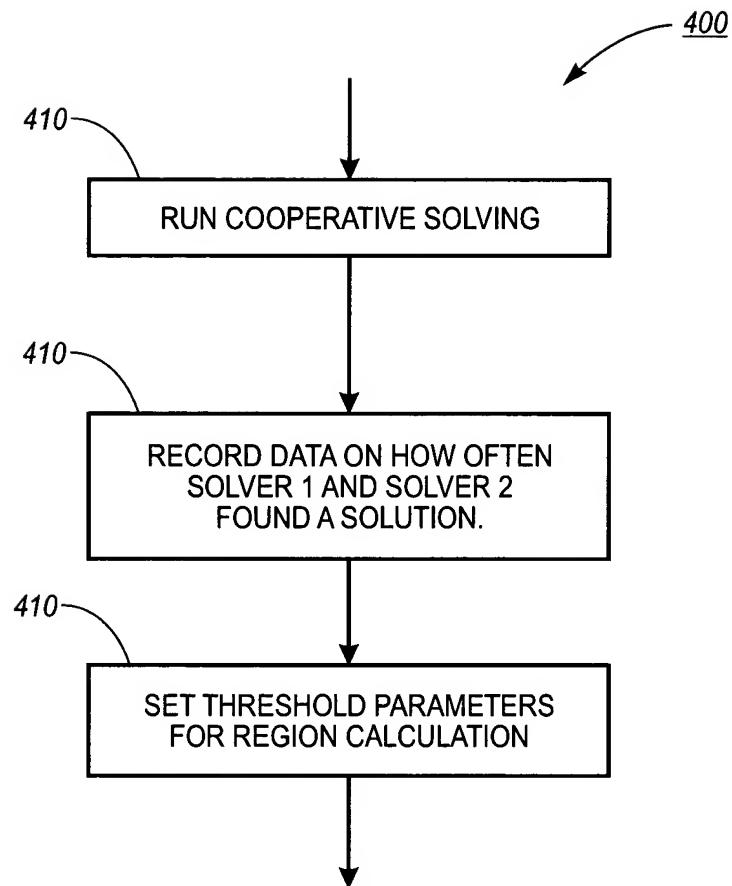 400
410
RUN COOPERATIVE SOLVING
410
RECORD DATA ON HOW OFTEN
SOLVER 1 AND SOLVER 2
FOUND A SOLUTION.
410
SET THRESHOLD PARAMETERS
FOR REGION CALCULATION